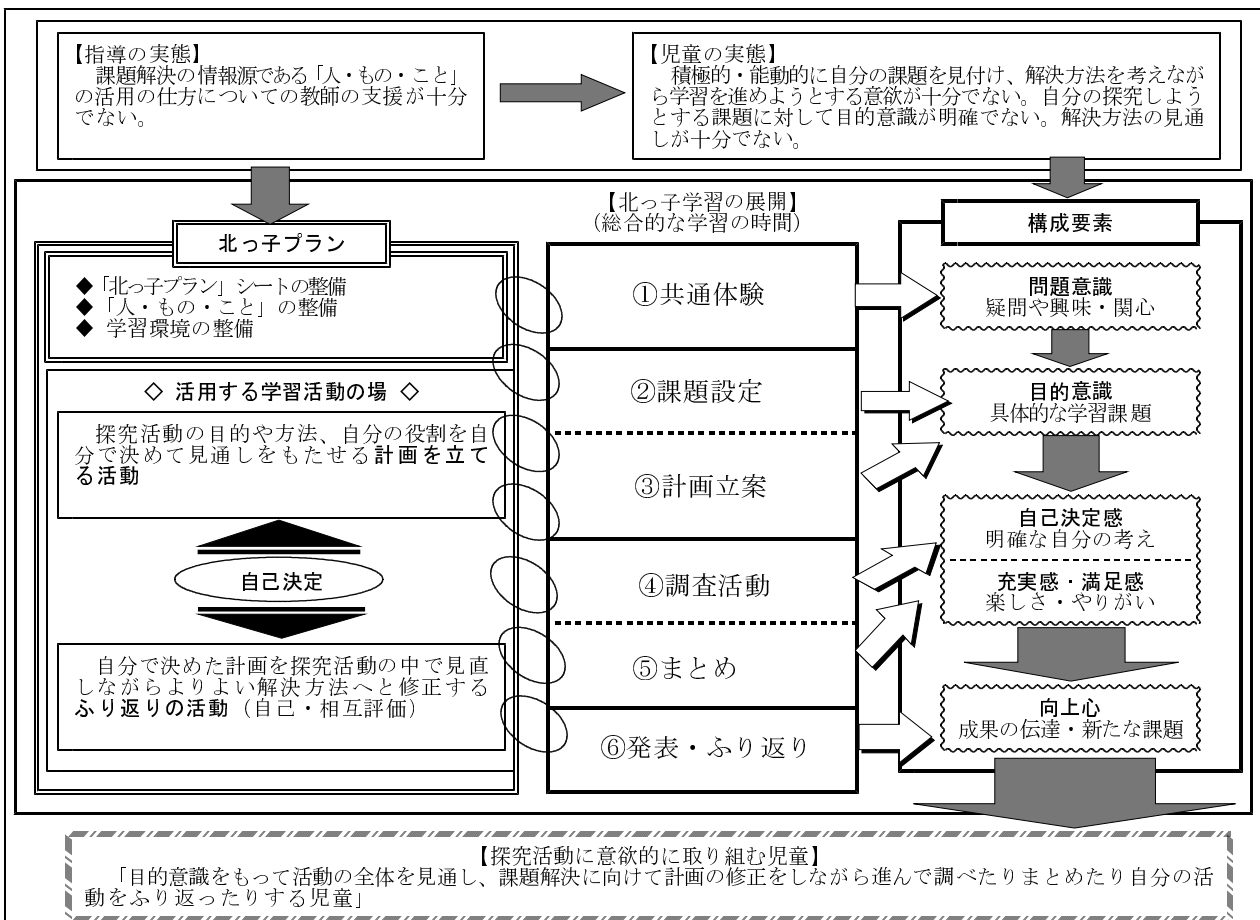 【指導の実態】
課題解決の情報源である「人・もの・こと」
の活用の仕方についての教師の支援が十分
でない。
【児童の実態】
積極的・能動的に自分の課題を見付け、解決方法を考えなが
ら学習を進めようとする意欲が十分でない。自分の探究しよう
とする課題に対して目的意識が明確でない。解決方法の見通
しが十分でない。
北っ子プラン
◆「北っ子プラン」シートの整備
◆「人・もの・こと」の整備
◆ 学習環境の整備
◇ 活用する学習活動の場 ◇
探究活動の目的や方法、自分の役割を自
分で決めて見通しをもたせる計画を立て
る活動
自己決定
自分で決めた計画を探究活動の中で見直
しながらよりよい解決方法へと修正する
ふり返りの活動（自己・相互評価）
【北っ子学習の展開】
(総合的な学習の時間)
①共通体験
②課題設定
③計画立案
④調査活動
⑤まとめ
⑥発表・ふり返り
構成要素
問題意識
疑問や興味・関心
目的意識
具体的な学習課題
自己決定感
明確な自分の考え
充実感・満足感
楽しさ・やりがい
向上心
成果の伝達・新たな課題
【探究活動に意欲的に取り組む児童】
「目的意識をもって活動の全体を見通し、課題解決に向けて計画の修正をしながら進んで調べたりまとめたり自分の活
動をふり返ったりする児童」